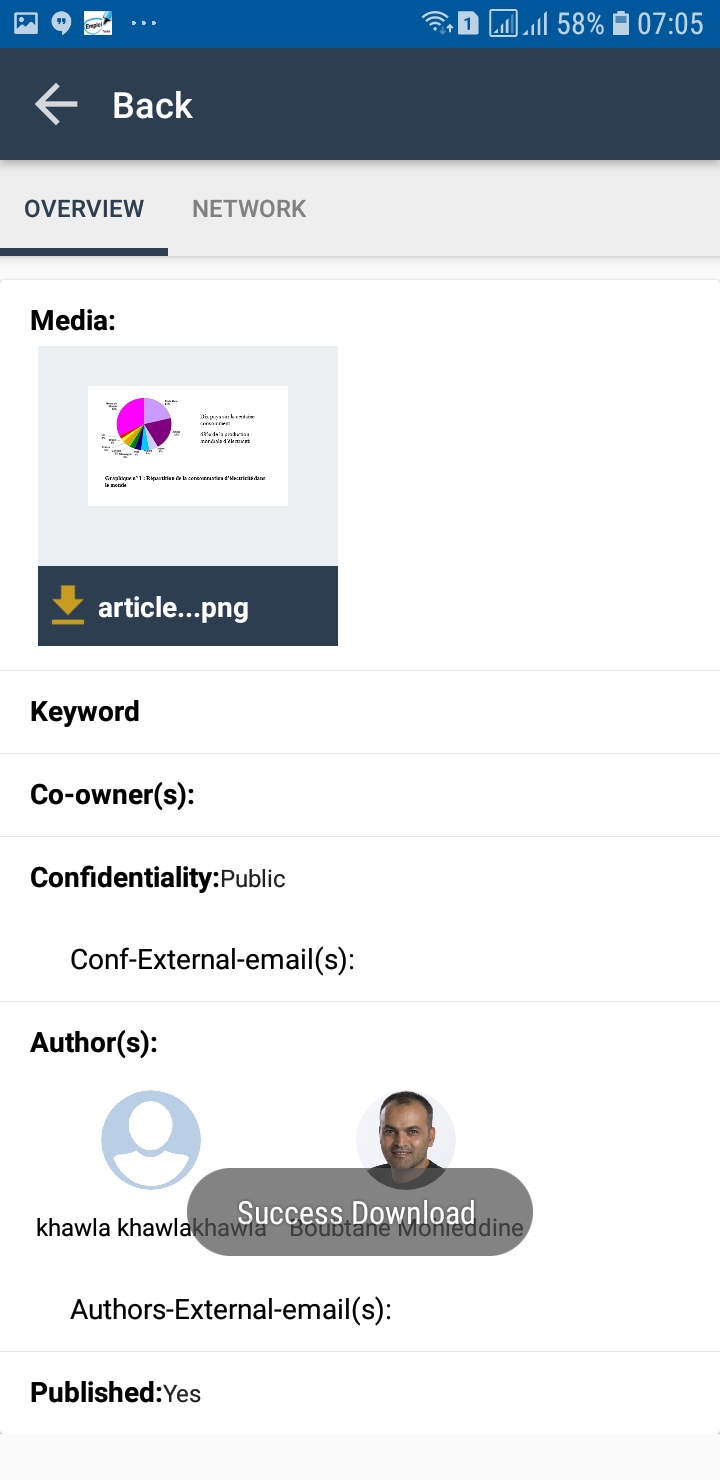 58% 07:05
Back
OVERVIEW NETWORK
Media:
Dix pays sur la centaine
consomment
68% de la production
mondiale d'électricité
Graphique n° 1 : Répartition de la consommation d'électricité dans
le monde
article...png
Keyword
Co-owner(s):
Confidentiality:Public
Conf-External-email(s):
Author(s):
khawla khawlakhawla Boubtane Mohieddine
Success Download
Authors-External-email(s):
Published:Yes